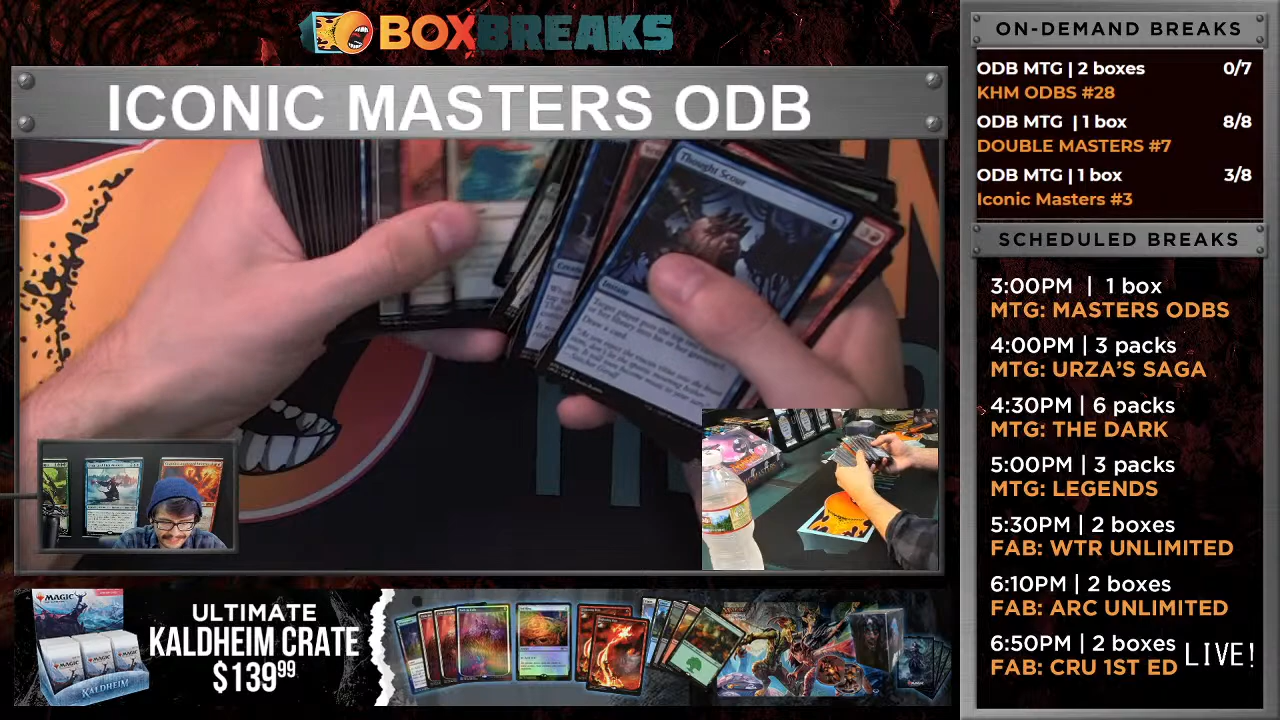 BOXBREAKS
ICONIC MASTERS ODB
Thought Scour
Instant
Draw a card.
ON-DEMAND BREAKS
ODB MTG | 2 boxes 0/7
KHM ODBS #28
ODB MTG | 1 box 8/8
DOUBLE MASTERS #7
ODB MTG | 1 box 3/8
Iconic Masters #3
SCHEDULED BREAKS
3:00PM | 1 box
MTG: MASTERS ODBS
4:00PM | 3 packs
MTG: URZA'S SAGA
4:30PM | 6 packs
MTG: THE DARK
5:00PM | 3 packs
MTG: LEGENDS
5:30PM | 2 boxes
FAB: WTR UNLIMITED
6:10PM | 2 boxes
FAB: ARC UNLIMITED
6:50PM | 2 boxes
FAB: CRU 1ST ED
LIVE!
MAGIC
KALDHEIM
ULTIMATE
KALDHEIM CRATE
$139.99